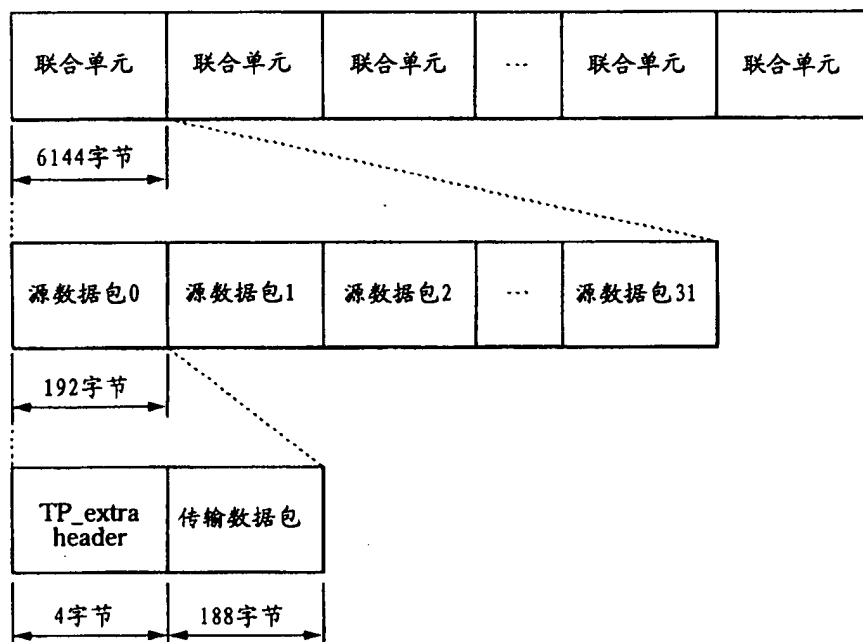 联合单元 联合单元 联合单元 … 联合单元 联合单元
6144字节
源数据包0 源数据包1 源数据包2 … 源数据包31
192字节
TP_extra
header
传输数据包
4字节 188字节